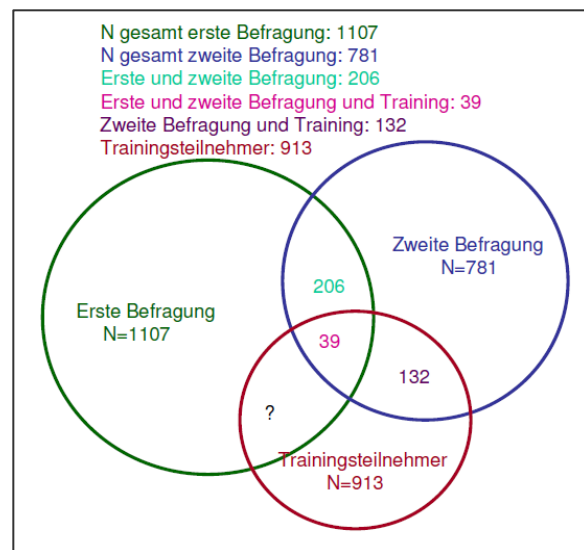 N gesamt erste Befragung: 1107
N gesamt zweite Befragung: 781
Erste und zweite Befragung: 206
Erste und zweite Befragung und Training: 39
Zweite Befragung und Training: 132
Trainingsteilnehmer: 913
Zweite Befragung
N=781
206
Erste Befragung
N=1107
39
132
?
Trainingsteilnehmer
N=913